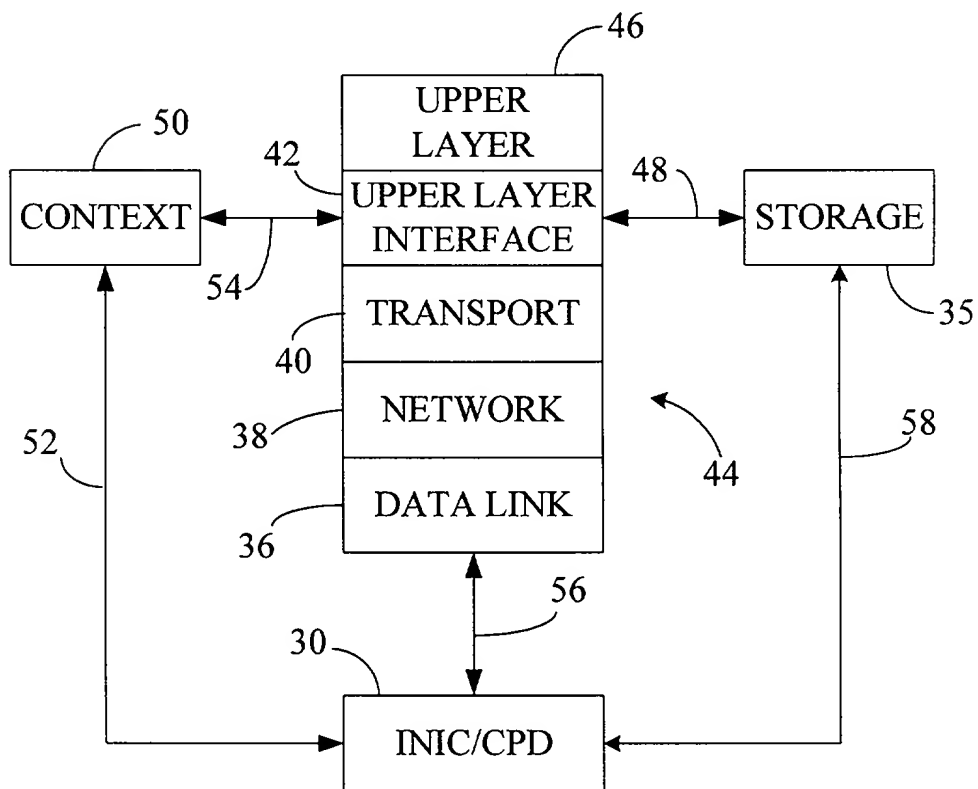 46
UPPER
LAYER
50
42
48
CONTEXT
UPPER LAYER
INTERFACE
STORAGE
54
35
TRANSPORT
40
NETWORK
38
52
44
58
DATA LINK
36
56
30
INIC/CPD